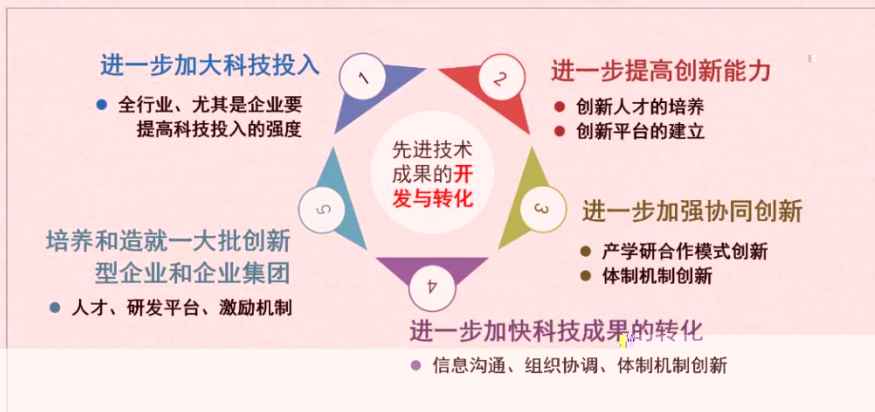 进一步加大科技投入
全行业、尤其是企业要
提高科技投入的强度
1
2
进一步提高创新能力
创新人才的培养
创新平台的建立
先进技术
成果的开
发与转化
3
进一步加强协同创新
产学研合作模式创新
体制机制创新
4
进一步加快科技成果的转化
信息沟通、组织协调、体制机制创新
5
培养和造就一大批创新
型企业和企业集团
人才、研发平台、激励机制